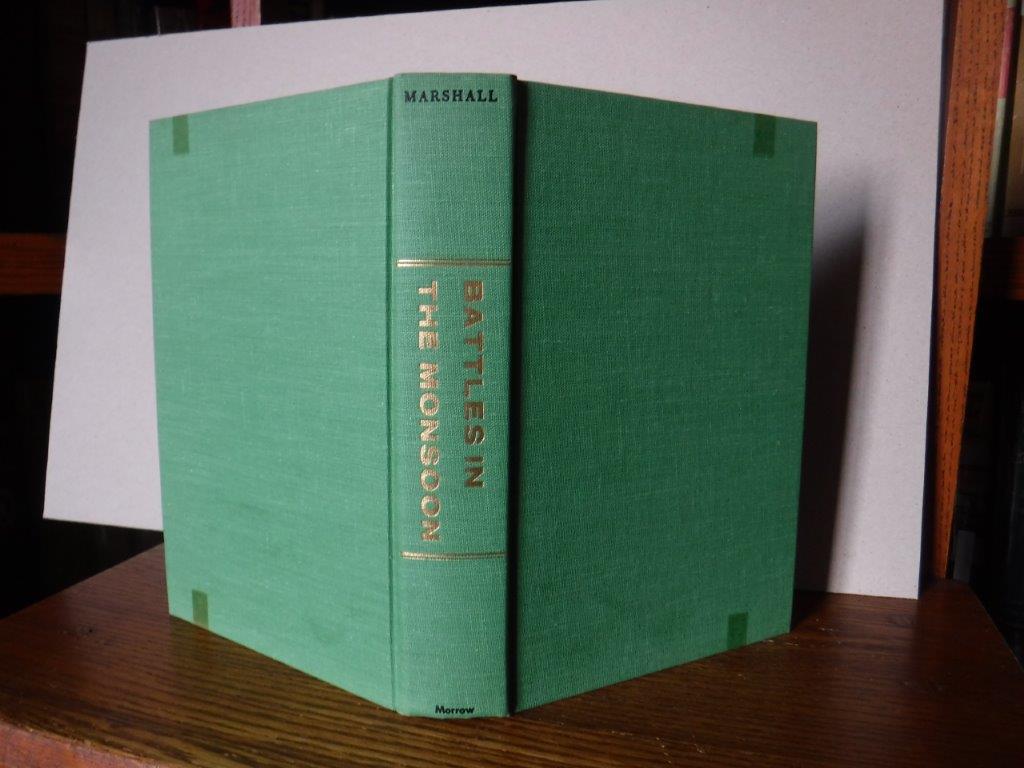 MARSHALL
BATTLES IN
THE MONSOON
Morrow